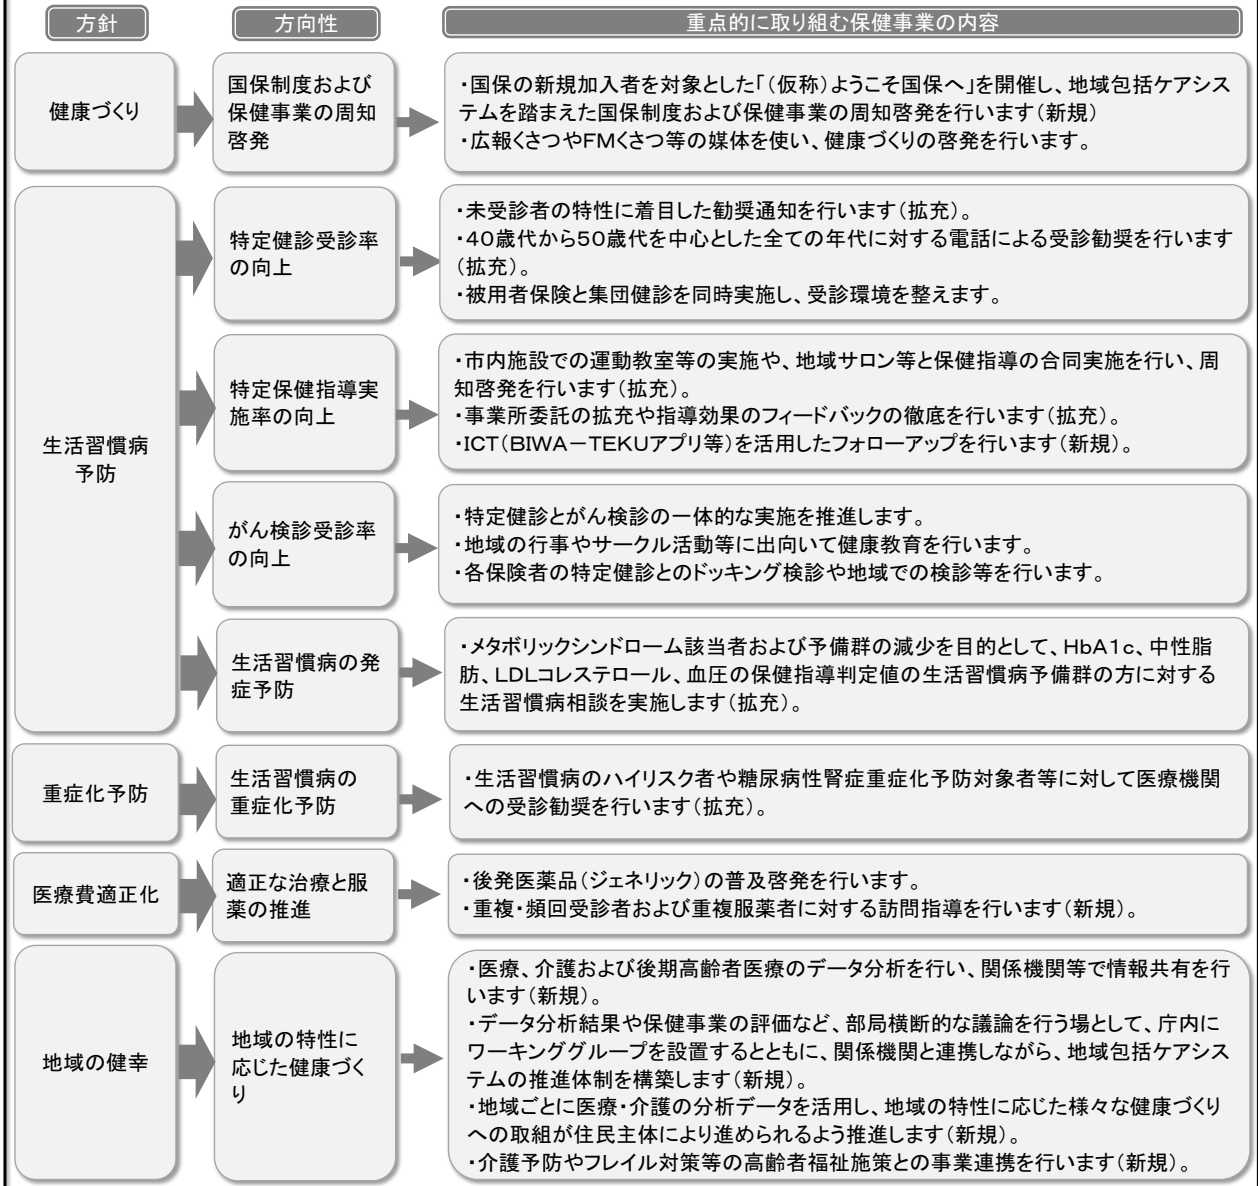 方針
方向性
重点的に取り組む保健事業の内容
健康づくり
国保制度および
保健事業の周知
啓発
・国保の新規加入者を対象とした「（仮称）ようこそ国保へ」を開催し、地域包括ケアシス
テムを踏まえた国保制度および保健事業の周知啓発を行います（新規）
・広報くさつやFMくさつ等の媒体を使い、健康づくりの啓発を行います。
生活習慣病
予防
特定健診受診率
の向上
・未受診者の特性に着目した勧奨通知を行います（拡充）。
・４０歳代から５０歳代を中心とした全ての年代に対する電話による受診勧奨を行います
（拡充）。
・被用者保険と集団健診を同時実施し、受診環境を整えます。
特定保健指導実
施率の向上
・市内施設での運動教室等の実施や、地域サロン等と保健指導の合同実施を行い、周
知啓発を行います（拡充）。
・事業所委託の拡充や指導効果のフィードバックの徹底を行います（拡充）。
・ICT（BIWA－TEKUアプリ等）を活用したフォローアップを行います（新規）。
がん検診受診率
の向上
・特定健診とがん検診の一体的な実施を推進します。
・地域の行事やサークル活動等に出向いて健康教育を行います。
・各保険者の特定健診とのドッキング検診や地域での検診等を行います。
生活習慣病の発
症予防
・メタボリックシンドローム該当者および予備群の減少を目的として、HbA1c、中性脂
肪、LDLコレステロール、血圧の保健指導判定値の生活習慣病予備群の方に対する
生活習慣病相談を実施します（拡充）。
重症化予防
生活習慣病の
重症化予防
・生活習慣病のハイリスク者や糖尿病性腎症重症化予防対象者等に対して医療機関
への受診勧奨を行います（拡充）。
医療費適正化
適正な治療と服
薬の推進
・後発医薬品（ジェネリック）の普及啓発を行います。
・重複・頻回受診者および重複服薬者に対する訪問指導を行います（新規）。
地域の健幸
地域の特性に
応じた健康づく
り
・医療、介護および後期高齢者医療のデータ分析を行い、関係機関等で情報共有を行
います（新規）。
・データ分析結果や保健事業の評価など、部局横断的な議論を行う場として、庁内に
ワーキンググループを設置するとともに、関係機関と連携しながら、地域包括ケアシス
テムの推進体制を構築します（新規）。
・地域ごとに医療・介護の分析データを活用し、地域の特性に応じた様々な健康づくり
への取組が住民主体により進められるよう推進します（新規）。
・介護予防やフレイル対策等の高齢者福祉施策との事業連携を行います（新規）。